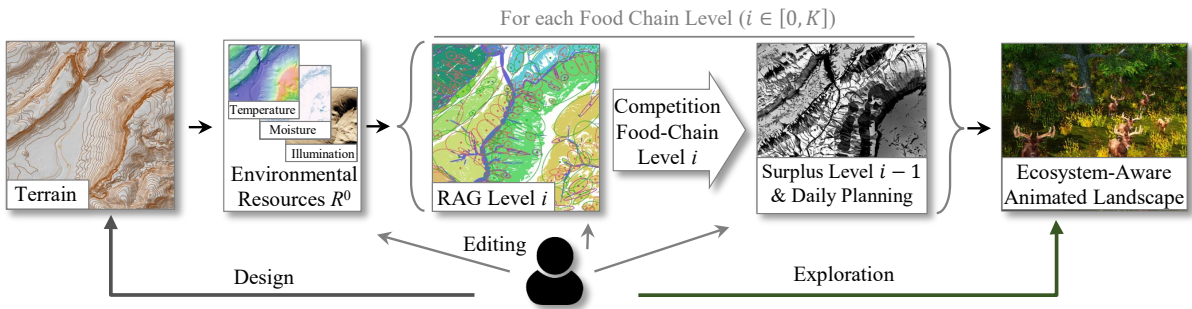 For each Food Chain Level (𝑖 ∈ [0, 𝐾])
Terrain
Temperature
Moisture
Illumination
Environmental
Resources 𝑅⁰
RAG Level 𝑖
Competition
Food-Chain
Level 𝑖
Surplus Level 𝑖 − 1
& Daily Planning
Ecosystem-Aware
Animated Landscape
Editing
Design
Exploration